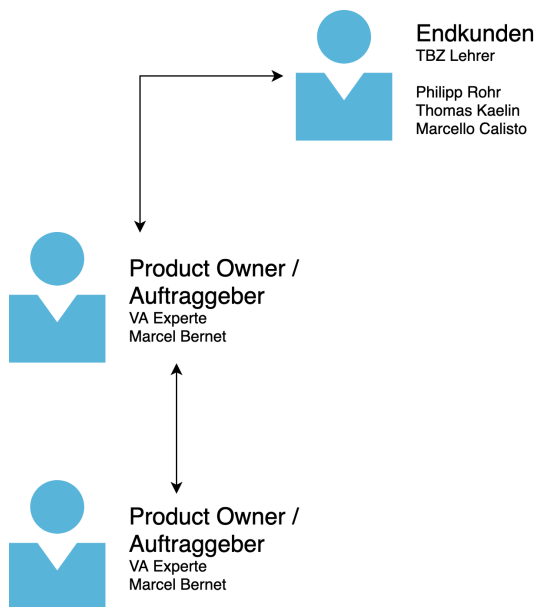 Endkunden
TBZ Lehrer
Philipp Rohr
Thomas Kaelin
Marcello Calisto
Product Owner /
Auftraggeber
VA Experte
Marcel Bernet
Product Owner /
Auftraggeber
VA Experte
Marcel Bernet